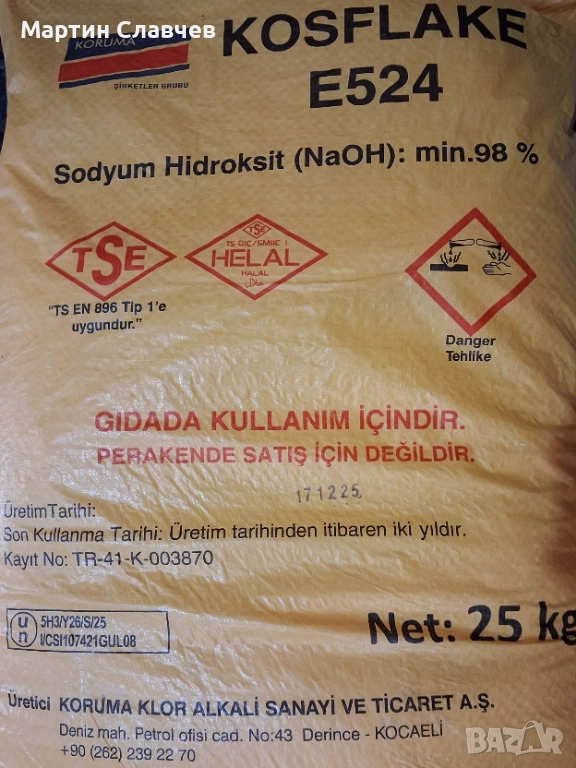 Мартин Славчев
KORUMA
ŞİRKETLER GRUBU
KOSFLAKE
E524
Sodyum Hidroksit (NaOH): min.98 %
TSE
"TS EN 896 Tip 1'e
uygundur."
TSE
TS OIC/SMIIC 1
HELAL
HALAL
حلال
Danger
Tehlike
GIDADA KULLANIM İÇİNDİR.
PERAKENDE SATIŞ İÇİN DEĞİLDİR.
171225
Üretim Tarihi:
Son Kullanma Tarihi: Üretim tarihinden itibaren iki yıldır.
Kayıt No: TR-41-K-003870
un
5H3/Y26/S/25
I/CSI107421GUL08
Net: 25 kg
Üretici KORUMA KLOR ALKALİ SANAYİ VE TİCARET A.Ş.
Deniz mah. Petrol ofisi cad. No:43 Derince - KOCAELİ
+90 (262) 239 22 70
bazar